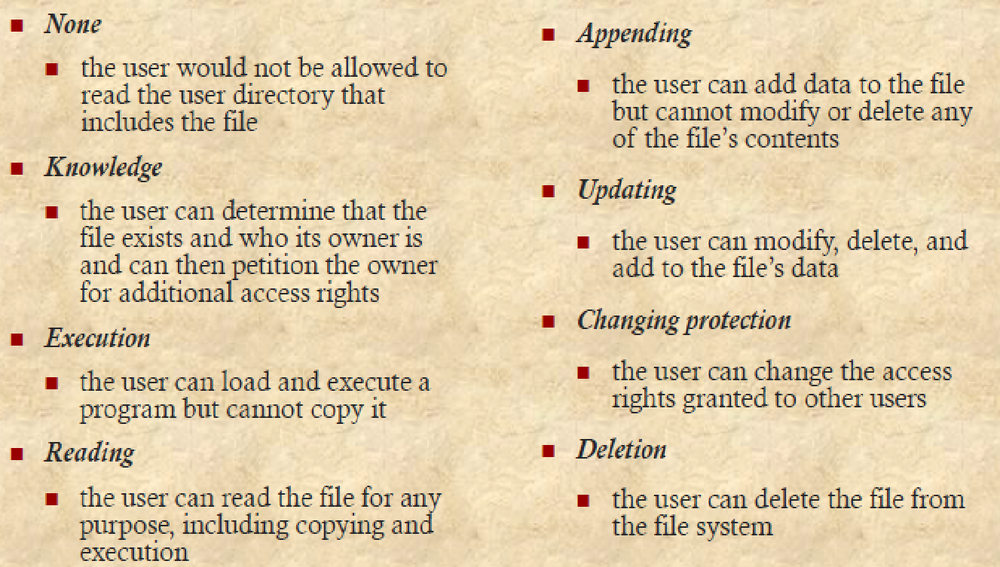 None
the user would not be allowed to
read the user directory that
includes the file
Knowledge
the user can determine that the
file exists and who its owner is
and can then petition the owner
for additional access rights
Execution
the user can load and execute a
program but cannot copy it
Reading
the user can read the file for any
purpose, including copying and
execution
Appending
the user can add data to the file
but cannot modify or delete any
of the file’s contents
Updating
the user can modify, delete, and
add to the file’s data
Changing protection
the user can change the access
rights granted to other users
Deletion
the user can delete the file from
the file system